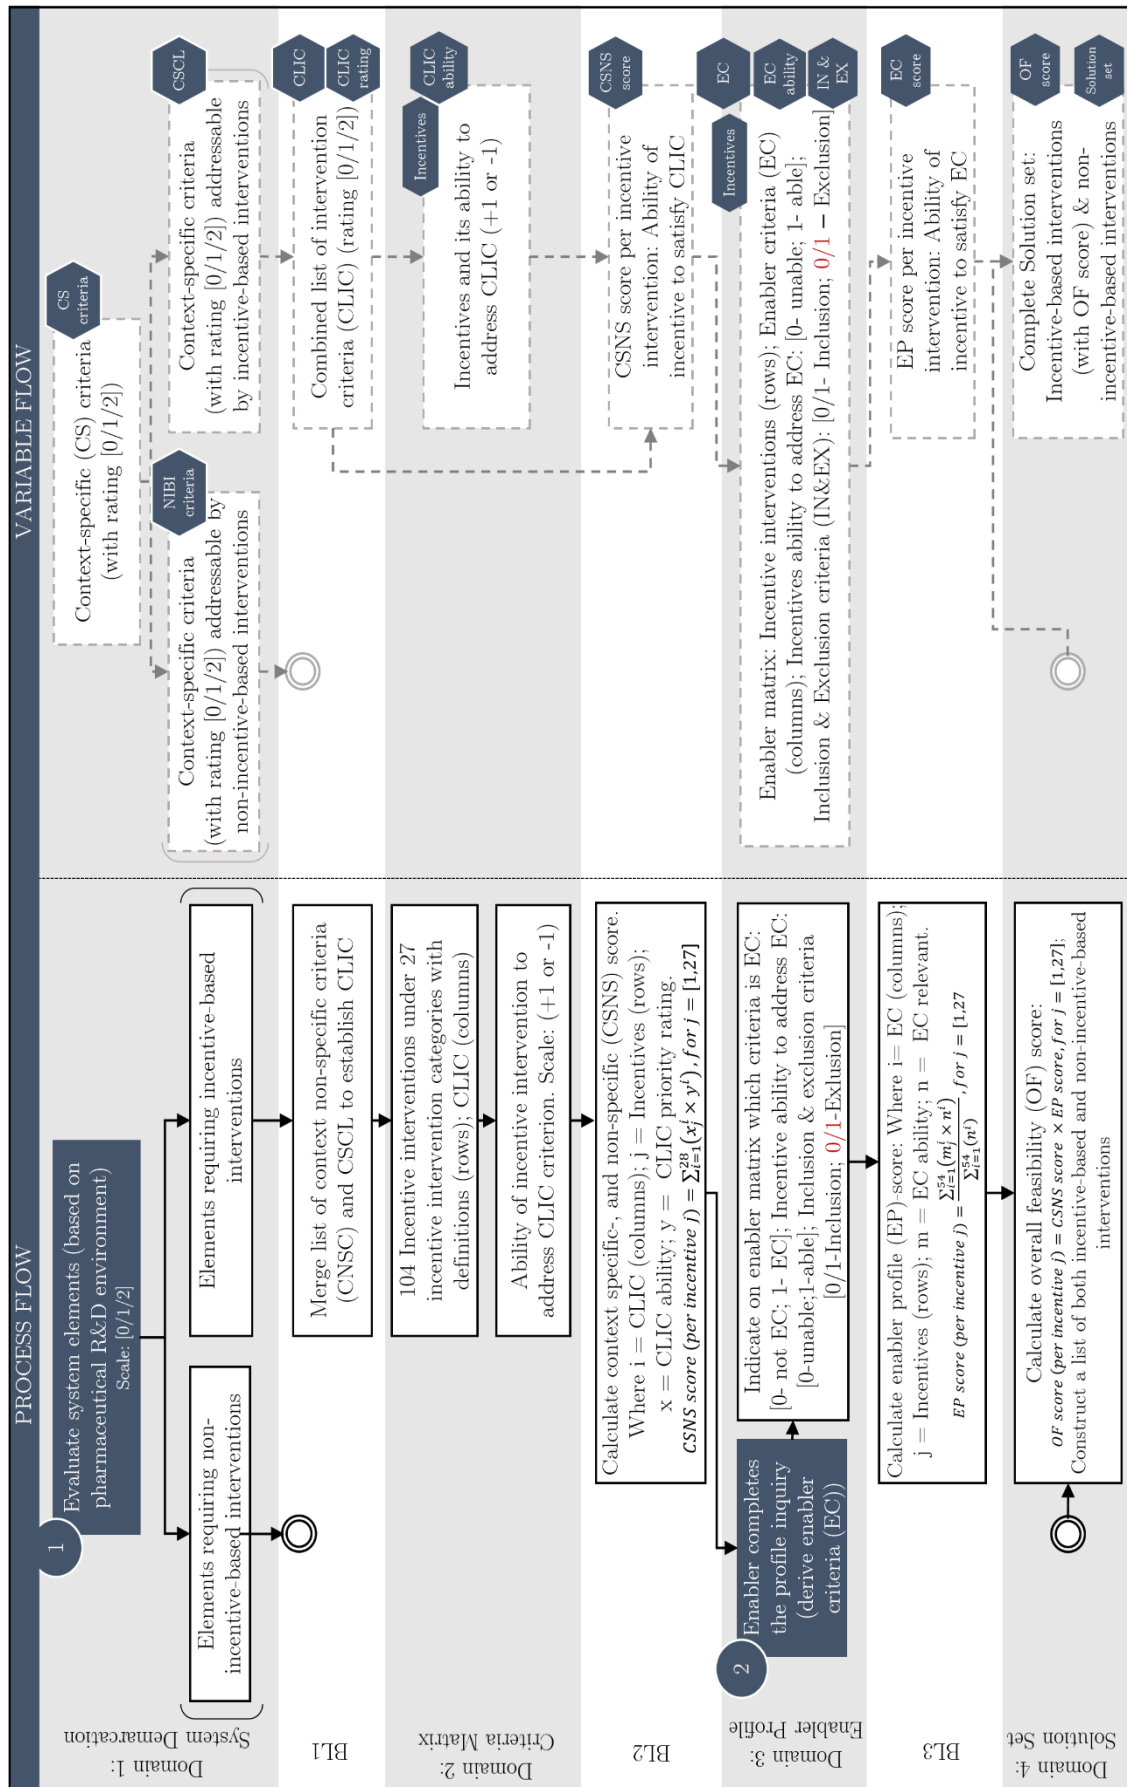 PROCESS FLOW
VARIABLE FLOW
Domain 1:
System Demarcation
1
Evaluate system elements (based on
pharmaceutical R&D environment)
Scale: [0/1/2]
Elements requiring non-
incentive-based interventions
Elements requiring incentive-based
interventions
CS
criteria
Context-specific (CS) criteria
(with rating [0/1/2])
NIBI
criteria
Context-specific criteria
(with rating [0/1/2]) addressable by
non-incentive-based interventions
CSCL
Context-specific criteria
(with rating [0/1/2]) addressable
by incentive-based interventions
BL1
Merge list of context non-specific criteria
(CNSC) and CSCL to establish CLIC
CLIC
CLIC
rating
Combined list of intervention
criteria (CLIC) (rating [0/1/2])
Domain 2:
Criteria Matrix
104 Incentive interventions under 27
incentive intervention categories with
definitions (rows); CLIC (columns)
Ability of incentive intervention to
address CLIC criterion. Scale: (+1 or -1)
Incentives
CLIC
ability
Incentives and its ability to
address CLIC (+1 or -1)
BL2
Calculate context specific-, and non-specific (CSNS) score.
Where i = CLIC (columns); j = Incentives (rows);
x = CLIC ability; y = CLIC priority rating.
CSNS score (per incentive j) = ∑_{i=1}^{28}(x_j^i × y^i), for j = [1,27]
CSNS
score
CSNS score per incentive
intervention: Ability of
incentive to satisfy CLIC
Domain 3:
Enabler Profile
2
Enabler completes
the profile inquiry
(derive enabler
criteria (EC))
Indicate on enabler matrix which criteria is EC:
[0- not EC; 1- EC]; Incentive ability to address EC:
[0-unable;1-able]; Inclusion & exclusion criteria
[0/1-Inclusion; 0/1-Exlusion]
Incentives
EC
EC
ability
IN &
EX
Enabler matrix: Incentive interventions (rows); Enabler criteria (EC)
(columns); Incentives ability to address EC: [0- unable; 1- able];
Inclusion & Exclusion criteria (IN&EX): [0/1- Inclusion; 0/1 – Exclusion]
BL3
Calculate enabler profile (EP)-score: Where i= EC (columns);
j = Incentives (rows); m = EC ability; n = EC relevant.
EP score (per incentive j) = ∑_{i=1}^{54}(m_j^i × n^i) / ∑_{i=1}^{54}(n^i), for j = [1,27
EC
score
EP score per incentive
intervention: Ability of
incentive to satisfy EC
Domain 4:
Solution Set
Calculate overall feasibility (OF) score:
OF score (per incentive j) = CSNS score × EP score, for j = [1,27];
Construct a list of both incentive-based and non-incentive-based
interventions
OF
score
Solution
set
Complete Solution set:
Incentive-based interventions
(with OF score) & non-
incentive-based interventions